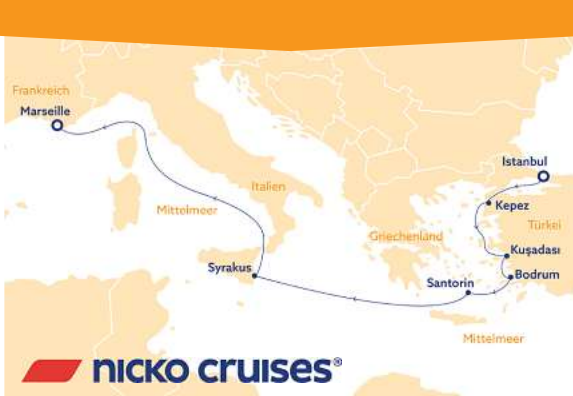 Frankreich
Marseille
Istanbul
Italien
Kepez
Mittelmeer
Türkei
Griechenland
Kuşadası
Syrakus
Bodrum
Santorin
Mittelmeer
nicko cruises®